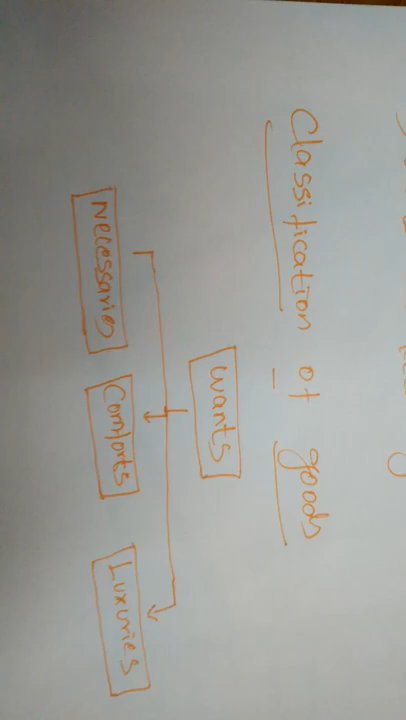 Classification of goods
Wants
Necessaries
Comforts
Luxuries